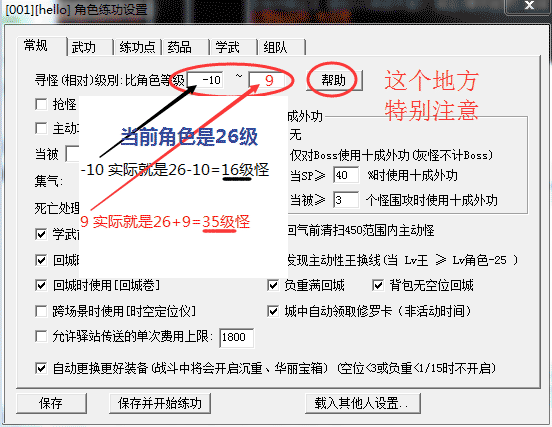 [001][hello] 角色练功设置
常规 武功 练功点 药品 学武 组队
寻怪(相对)级别:比角色等级 -10 ~ 9 帮助
这个地方
特别注意
抢怪
主动
当被
集气:
死亡处理
当前角色是26级
-10 实际就是26-10=16级怪
9 实际就是26+9=35级怪
成外功
无
仅对Boss使用十成外功(灰怪不计Boss)
当SP≥ 40 %时使用十成外功
当被≥ 3 个怪围攻时使用十成外功
学武
回气前清扫450范围内主动怪
回城时
发现主动性王换线(当 Lv王 ≥ Lv角色-25 )
回城时使用[回城卷] 负重满回城 背包无空位回城
跨场景时使用[时空定位仪] 城中自动领取修罗卡(非活动时间)
允许驿站传送的单次费用上限: 1800
自动更换更好装备(战斗中将会开启沉重、华丽宝箱) (空位<3或负重<1/15时不开启)
保存 保存并开始练功 载入其他人设置..